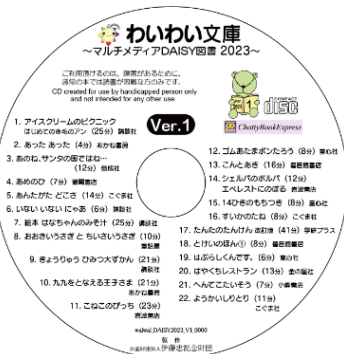 わいわい文庫
～マルチメディアDAISY図書 2023～
ご利用頂けるのは、障害があるために、
通常の本では読書が困難な方のみです。
CD created for use by handicapped person only
and not intended for any other use.
Ver.1
COMPACT
disc
ChattyBookExpress
1. アイスクリームのピクニック
はじめての赤毛のアン (25分) 講談社
2. あった あった (4分) あかね書房
3. あのね、サンタの国ではね…
(12分) 偕成社
4. あめのひ (7分) 徳間書店
5. あんたがた どこさ (14分) こぐま社
6. いない いない にゃあ (6分) 講談社
7. 絵本 はなちゃんのみそ汁 (25分) 講談社
8. おおきいうさぎ と ちいさいうさぎ (10分)
童話屋
9. きょうりゅう ひみつ大ずかん (21分)
講談社
10. 九九をとなえる王子さま (21分)
あかね書房
11. こねこのぴっち (23分)
岩波書店
12. ゴムあたまポンたろう (8分) 童心社
13. こんとあき (16分) 福音館書店
14. シェルパのポルパ (12分)
エベレストにのぼる 岩波書店
15. 14ひきのもちつき (8分) 童心社
16. すいかのたね (9分) こぐま社
17. たんたのたんけん 改訂版 (41分) 学研プラス
18. とけいのほん① (8分) 福音館書店
19. はぶらしくんです。 (6分) 童心社
20. はやくちレストラン (13分) 金の星社
21. へんてこたいそう (7分) 小峰書店
22. ようかいしりとり (11分)
こぐま社
waiwai_DAISY2023_V1_0000
製 作
公益財団法人伊藤忠記念財団